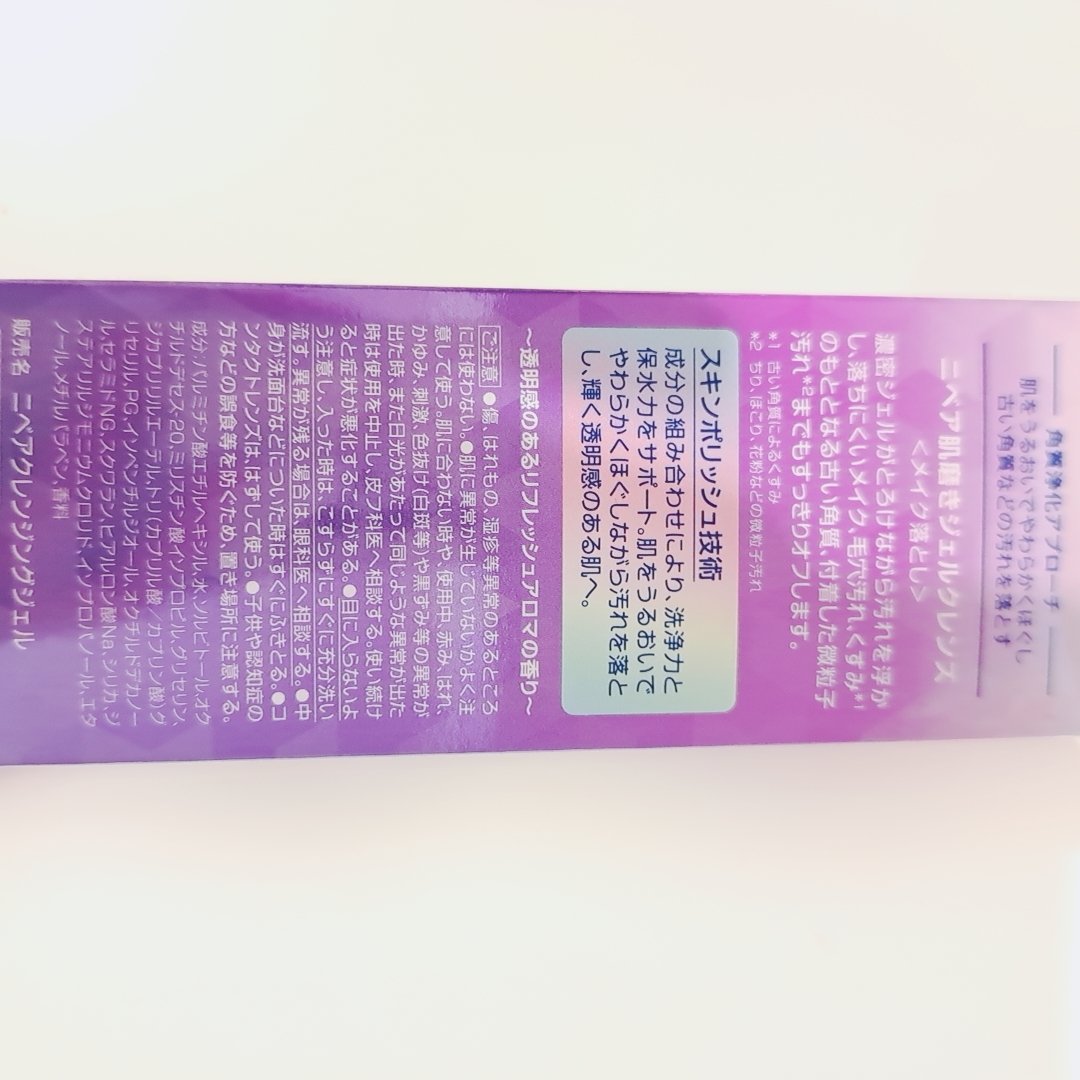 角質浄化アプローチ
肌をうるおいでやわらかくほぐし
古い角質などの汚れを落とす
ニベア肌磨きジェルクレンズ
<メイク落とし>
濃密ジェルがとろけながら汚れを浮か
し、落ちにくいメイク、毛穴汚れ、くすみ*1
のもととなる古い角質、付着した微粒子
汚れ*2までもすっきりオフします。
*1 古い角質によるくすみ
*2 ちり、ほこり、花粉などの微粒子汚れ
スキンポリッシュ技術
成分の組み合わせにより、洗浄力と
保水力をサポート。肌をうるおいで
やわらかくほぐしながら汚れを落と
し、輝く透明感のある肌へ。
~透明感のあるリフレッシュアロマの香り~
ご注意 ●傷、はれもの、湿疹等異常のあるところ
には使わない。●肌に異常が生じていないかよく注
意して使う。肌に合わない時や、使用中、赤み、はれ、
かゆみ、刺激、色抜け(白斑等)や黒ずみ等の異常が
出た時、また日光があたって同じような異常が出た
時は使用を中止し、皮フ科医へ相談する。使い続け
ると症状が悪化することがある。●目に入らないよ
う注意し、入った時は、こすらずにすぐに充分洗い
流す。異常が残る場合は、眼科医へ相談する。●中
身が洗面台などについた時はすぐにふきとる。●コ
ンタクトレンズは、はずして使う。●子供や認知症の
方などの誤食等を防ぐため、置き場所に注意する。
成分:パルミチン酸エチルヘキシル、水、ソルビトール、オク
チルドデセス-20、ミリスチン酸イソプロピル、グリセリン、
ジカプリリルエーテル、トリ(カプリル酸/カプリン酸)グ
リセリル、PG、イソペンチルジオール、オクチルドデカノー
ル、セラミドNG、スクワラン、ヒアルロン酸Na、シリカ、ジ
ステアリルジモニウムクロリド、イソプロパノール、エタ
ノール、メチルパラベン、香料
販売名 ニベアクレンジングジェル